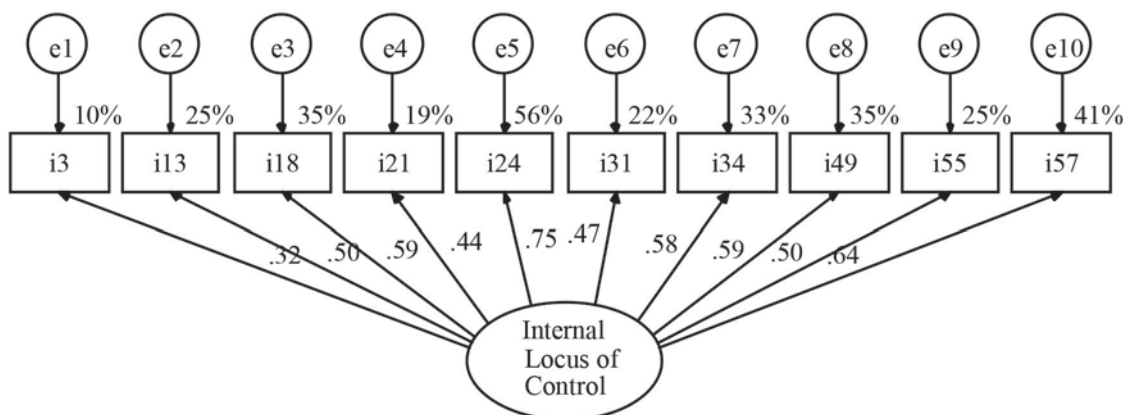 e1 e2 e3 e4 e5 e6 e7 e8 e9 e10
10% 25% 35% 19% 56% 22% 33% 35% 25% 41%
i3 i13 i18 i21 i24 i31 i34 i49 i55 i57
.32 .50 .59 .44 .75 .47 .58 .59 .50 .64
Internal
Locus of
Control